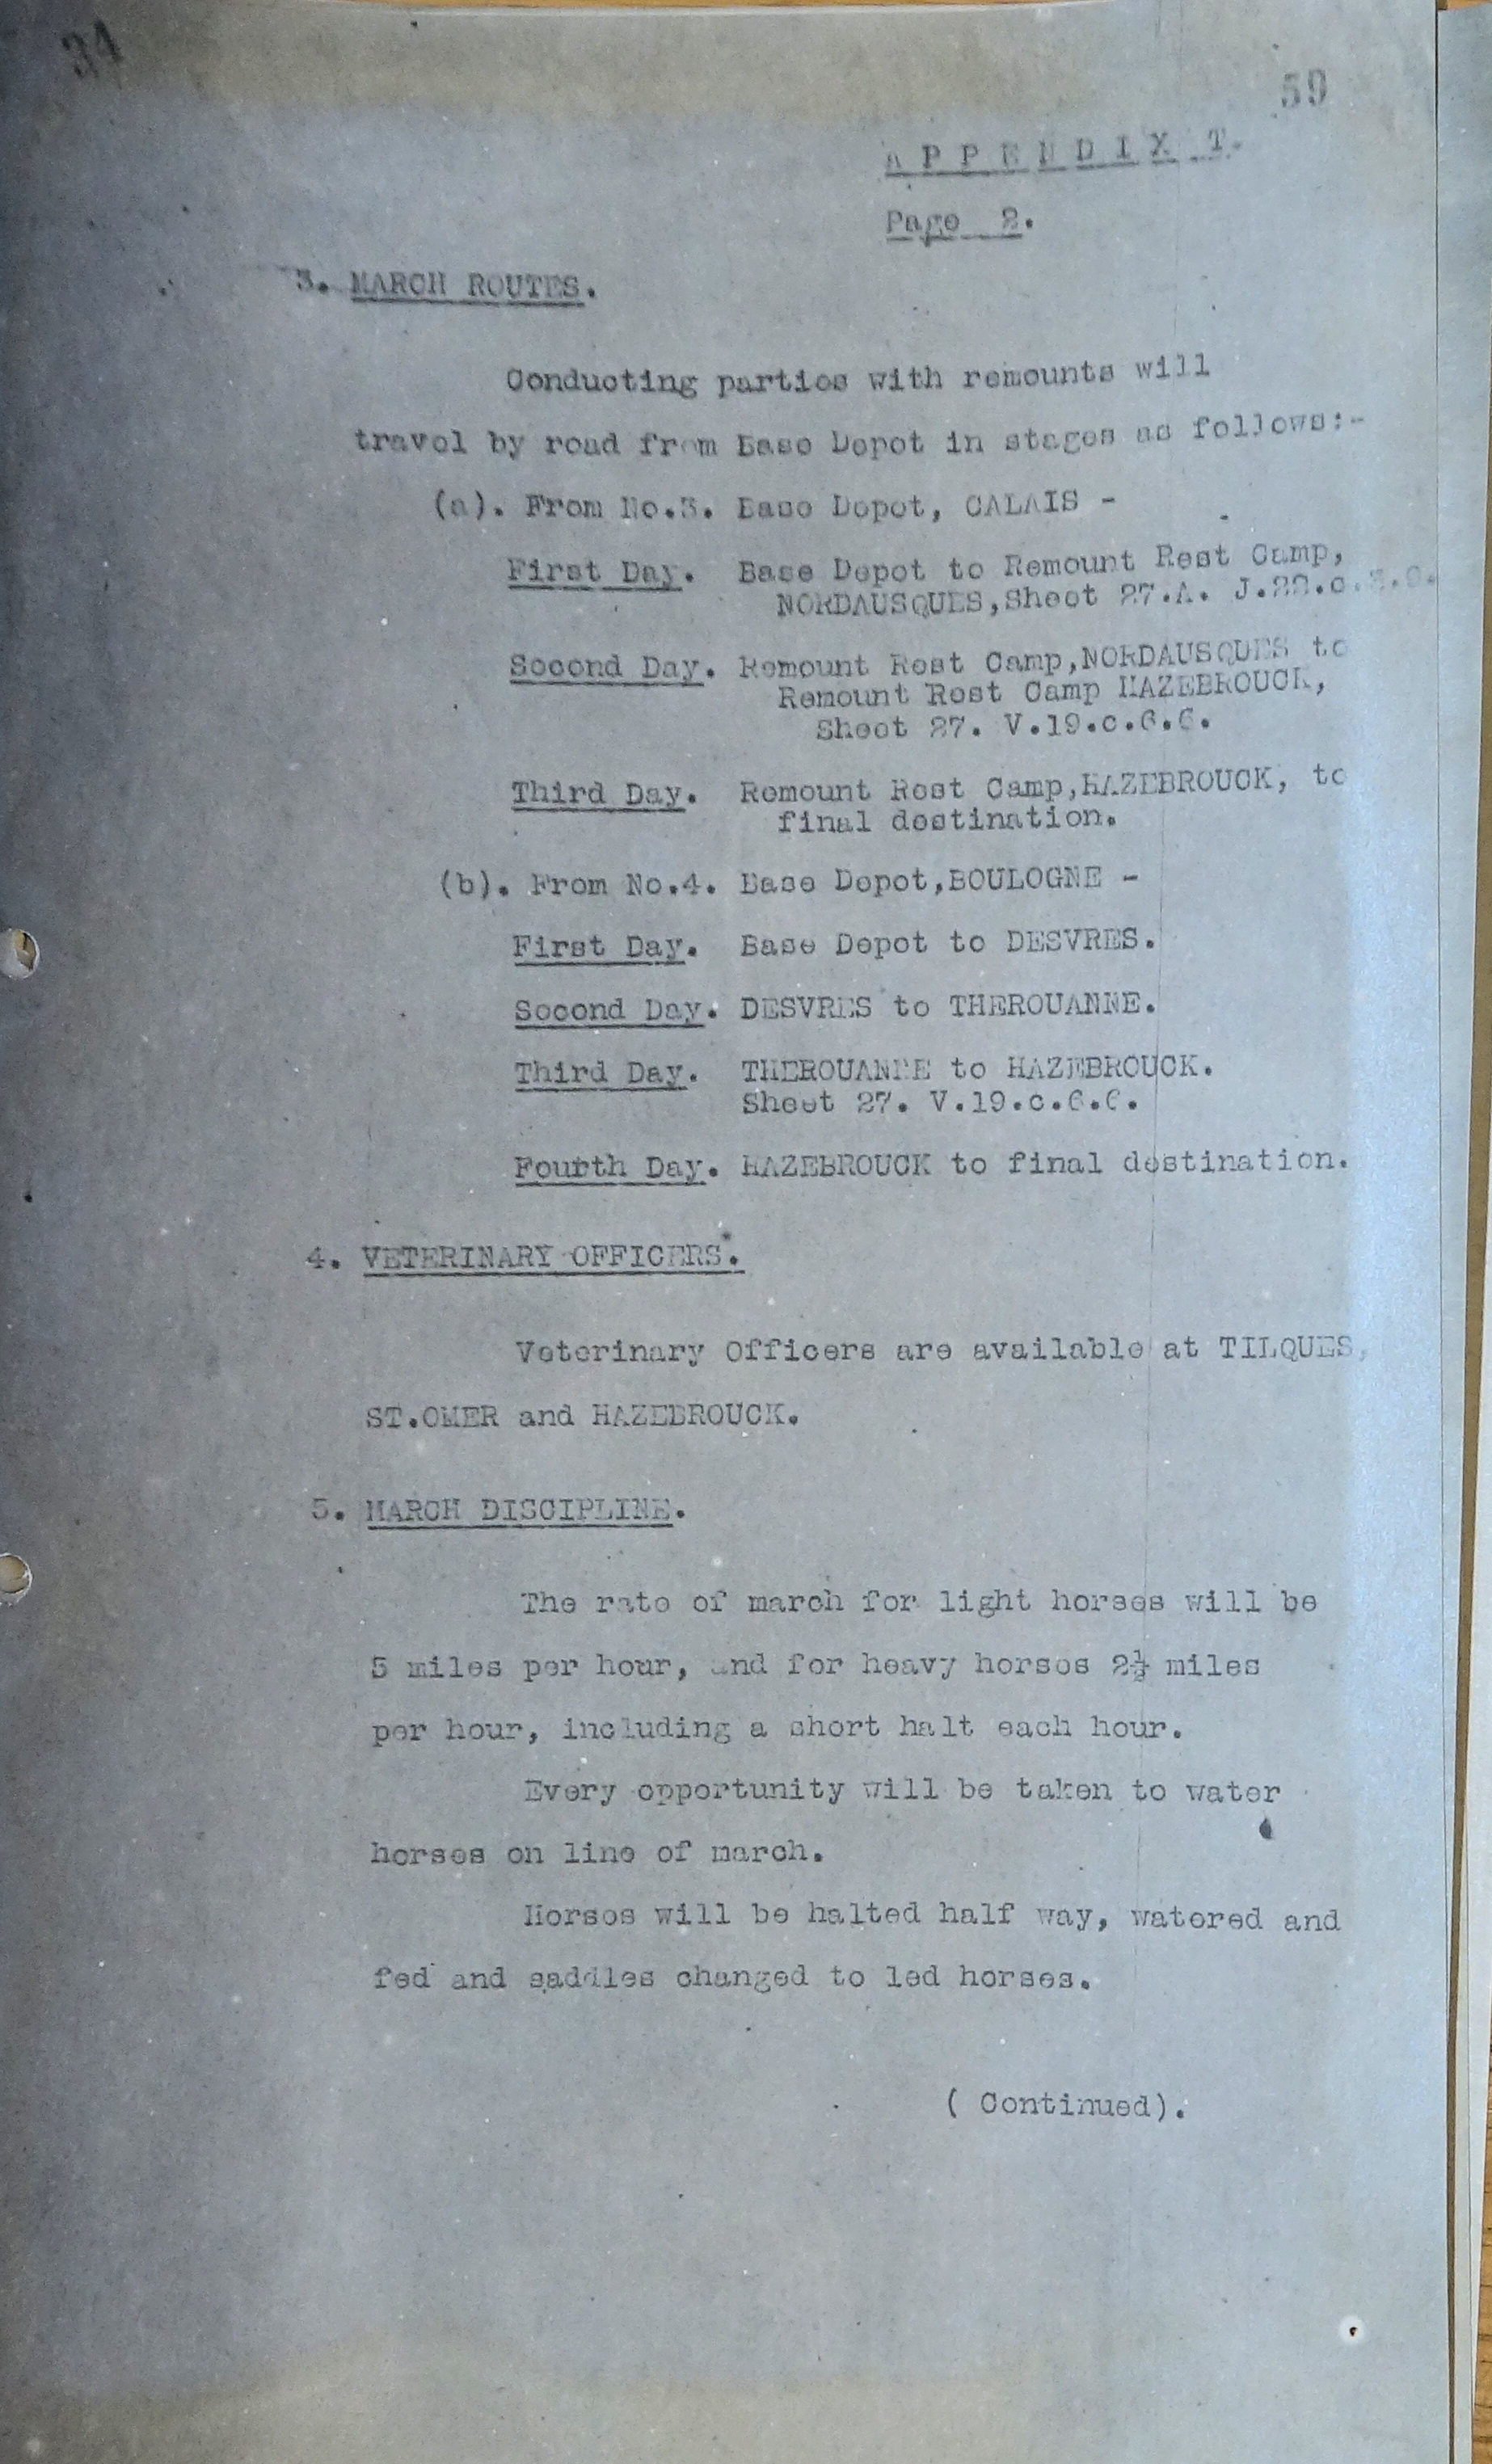 34
59
APPENDIX T.
Page 2.
3. MARCH ROUTES.
Conducting parties with remounts will
travel by road from Base Depot in stages as follows:-
(a). From No.3. Base Depot, CALAIS -
First Day. Base Depot to Remount Rest Camp,
NORDAUSQUES, Sheet 27.A.
Second Day. Remount Rest Camp, NORDAUSQUES to
Remount Rest Camp HAZEBROUCK,
Sheet 27. V.19.c.6.6.
Third Day. Remount Rest Camp, HAZEBROUCK, to
final destination.
(b). From No.4. Base Depot, BOULOGNE -
First Day. Base Depot to DESVRES.
Second Day. DESVRES to THEROUANNE.
Third Day. THEROUANNE to HAZEBROUCK.
Sheet 27. V.19.c.6.6.
Fourth Day. HAZEBROUCK to final destination.
4. VETERINARY OFFICERS.
Veterinary Officers are available at TILQUES,
ST.OMER and HAZEBROUCK.
5. MARCH DISCIPLINE.
The rate of march for light horses will be
5 miles per hour, and for heavy horses 2½ miles
per hour, including a short halt each hour.
Every opportunity will be taken to water
horses on line of march.
Horses will be halted half way, watered and
fed and saddles changed to led horses.
( Continued).